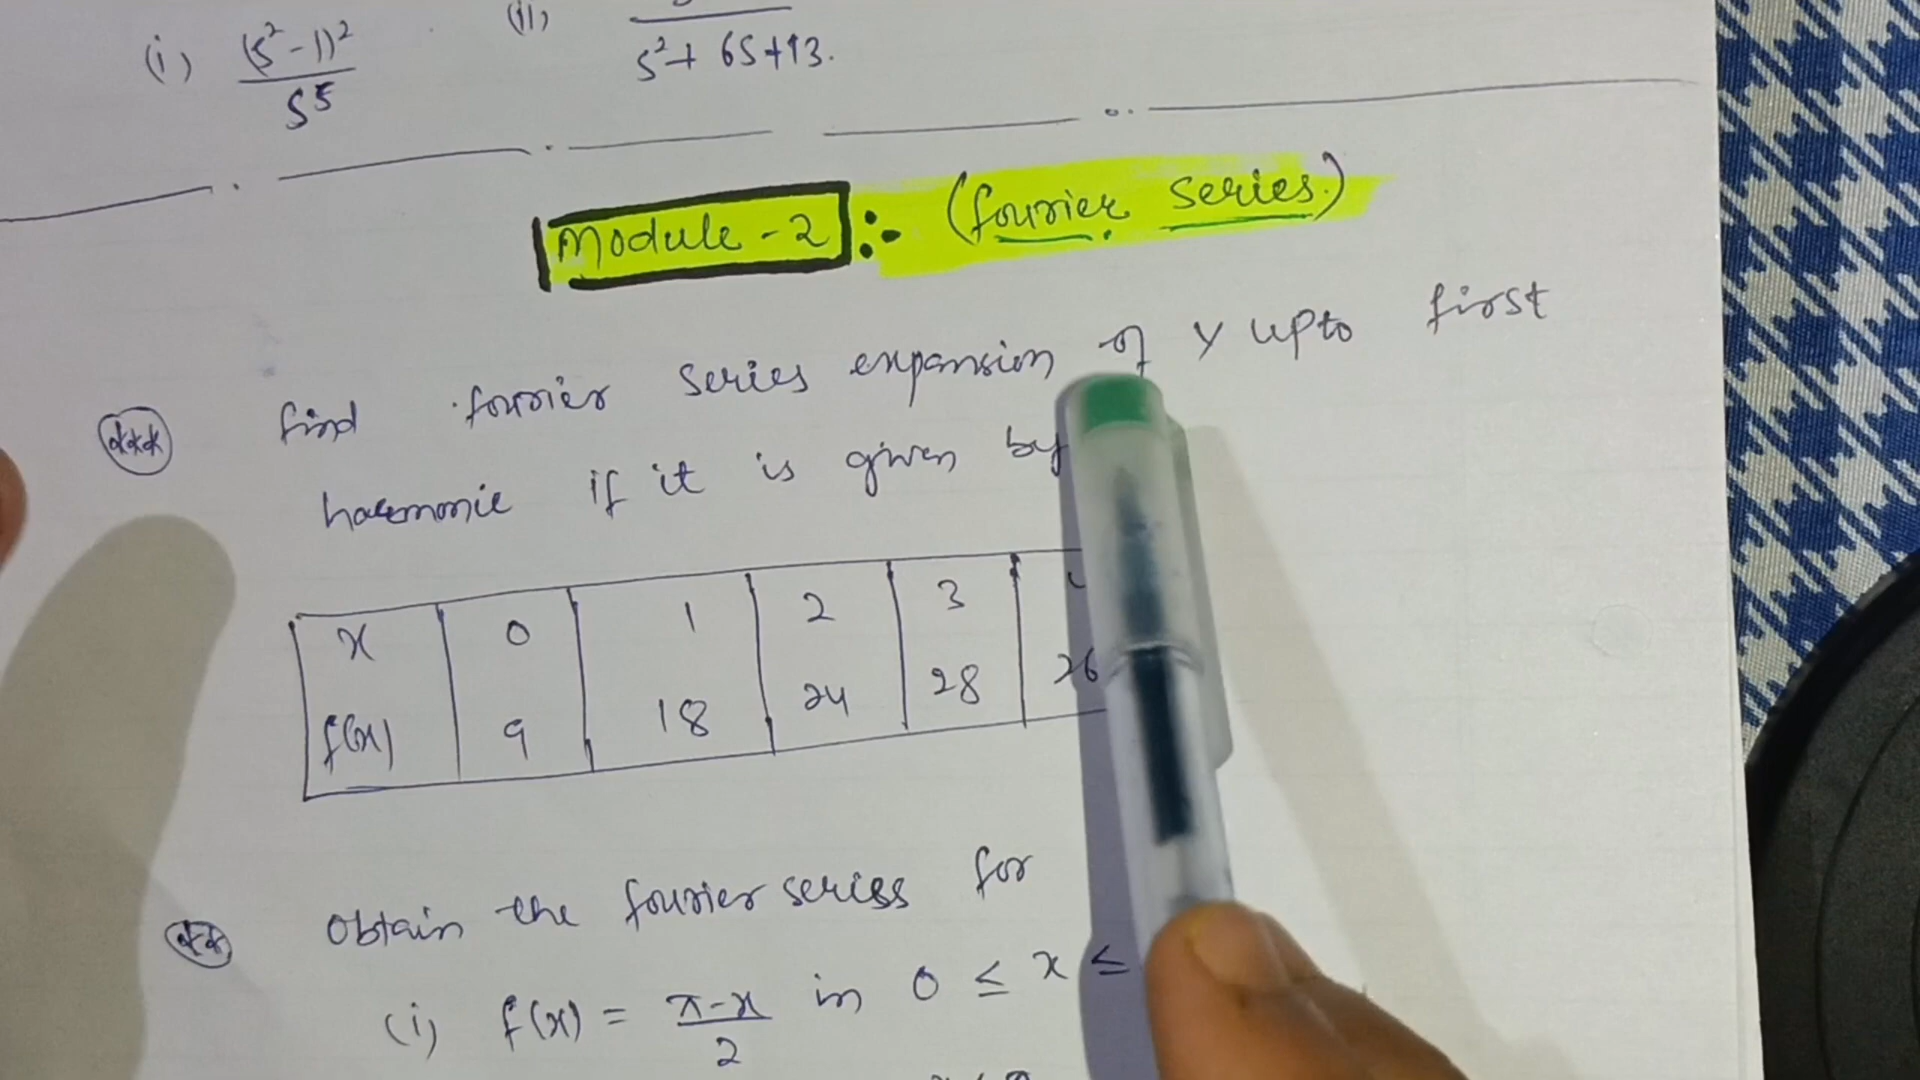 (i) (s²-1)² / s⁵ (ii) / s²+ 6s+13.
Module-2 : (fourier series.)
*** find fourier series expansion of y upto first
harmonic if it is given by
x 0 1 2 3
f(x) 9 18 24 28 26
** Obtain the fourier seriess for
(i) f(x) = π-x / 2 in 0 ≤ x ≤